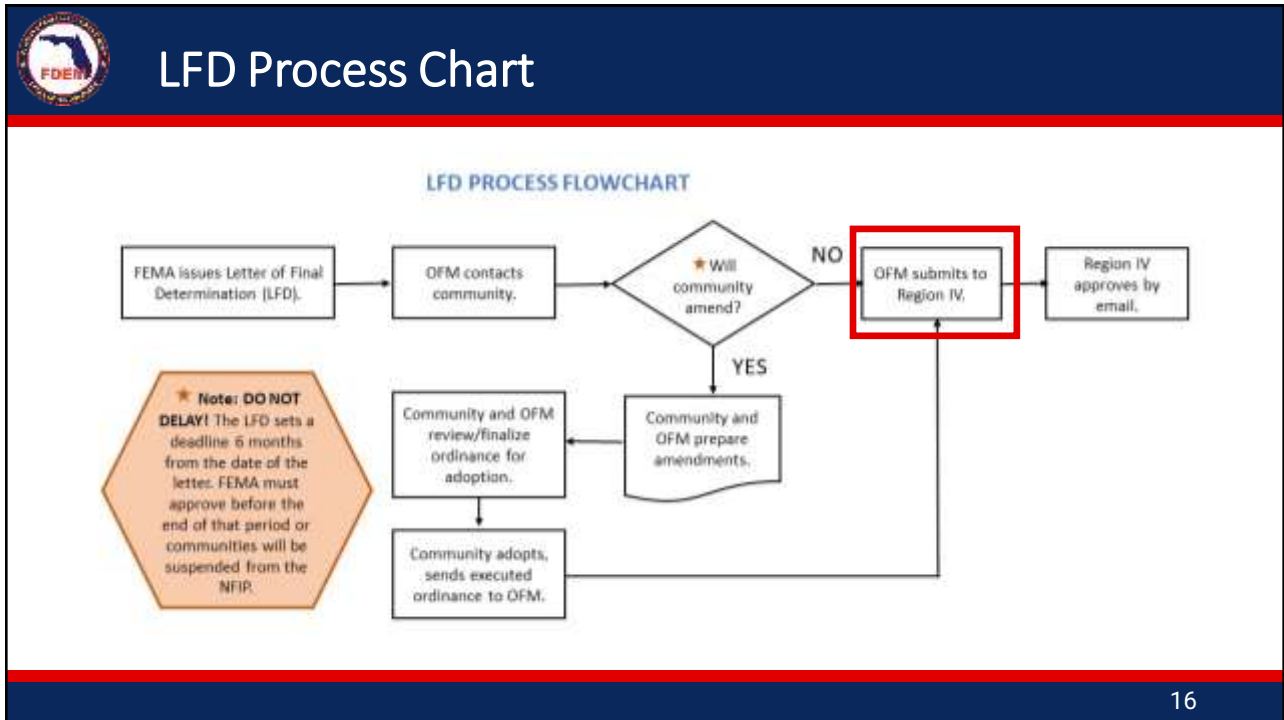 FDEM
LFD Process Chart
LFD PROCESS FLOWCHART
FEMA issues Letter of Final
Determination (LFD).
OFM contacts
community.
★ Will
community
amend?
NO
OFM submits to
Region IV.
Region IV
approves by
email.
YES
Community and
OFM prepare
amendments.
Community and OFM
review/finalize
ordinance for
adoption.
Community adopts,
sends executed
ordinance to OFM.
★ Note: DO NOT
DELAY! The LFD sets a
deadline 6 months
from the date of the
letter. FEMA must
approve before the
end of that period or
communities will be
suspended from the
NFIP.
16